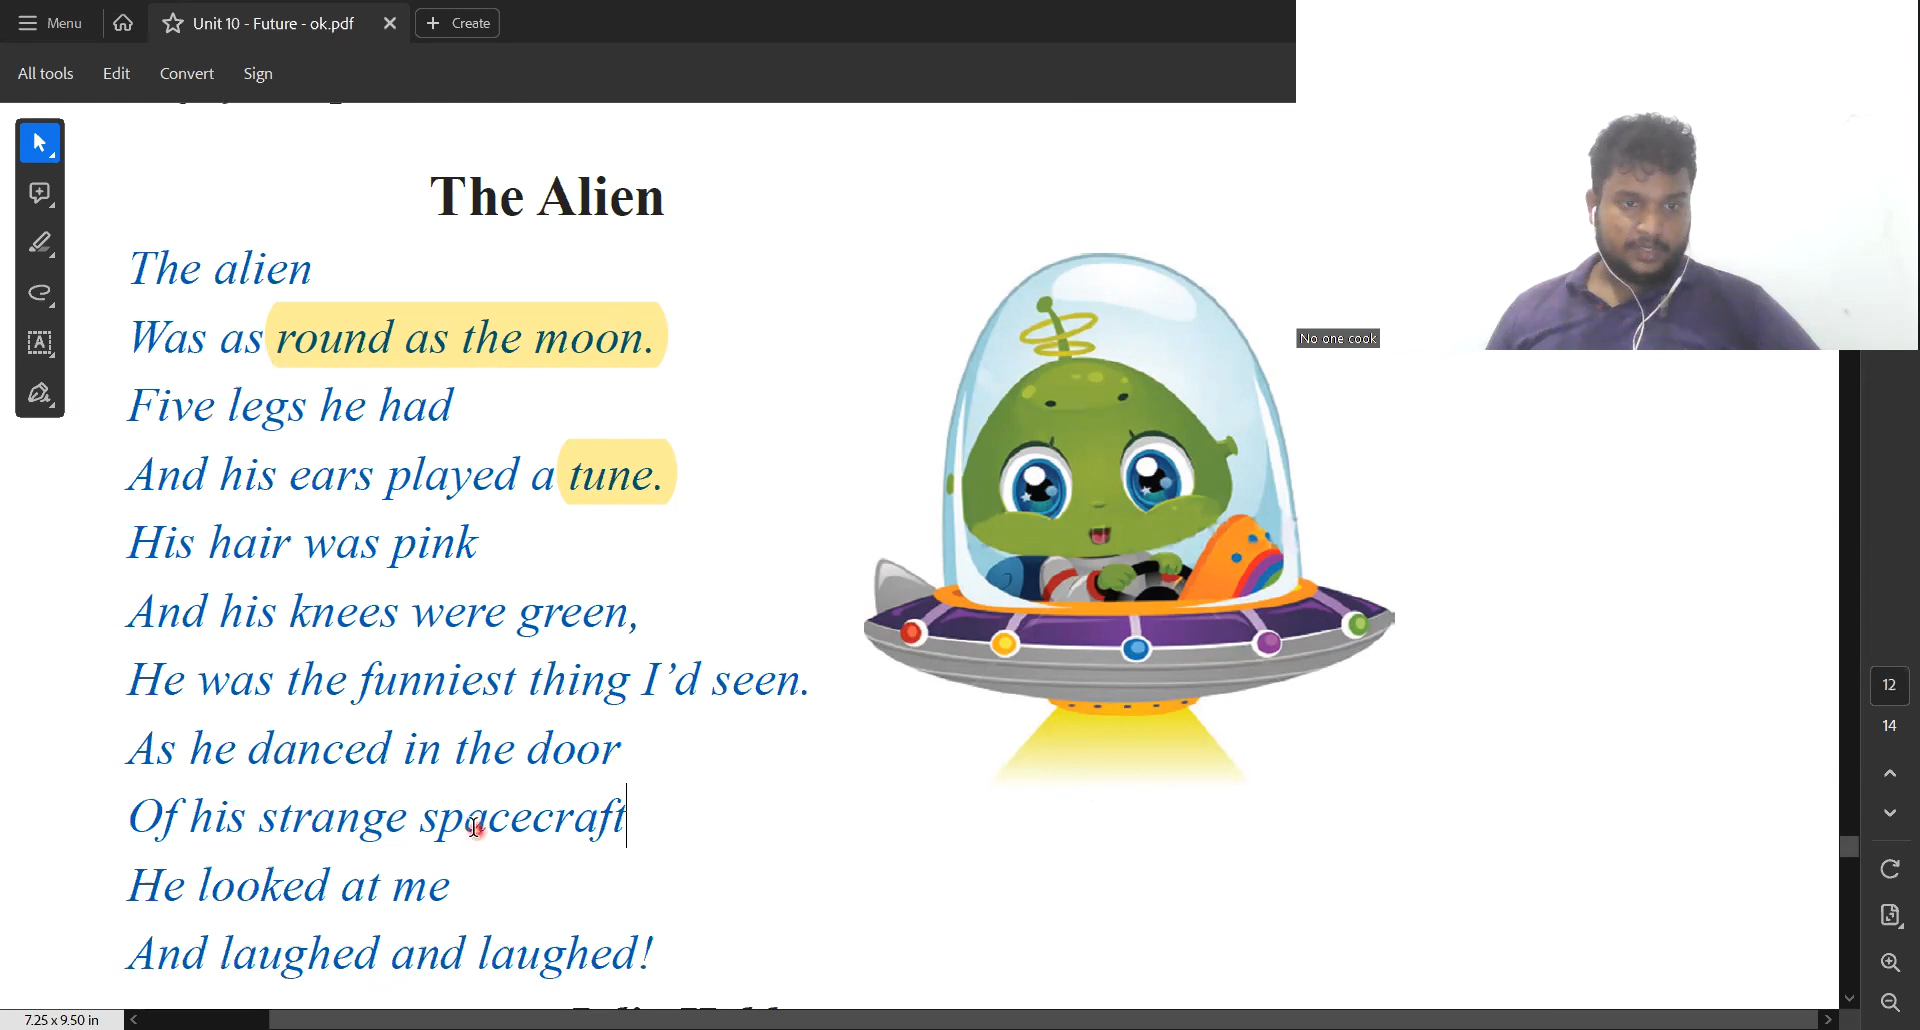 Menu
Unit 10 - Future - ok.pdf
Create
All tools
Edit
Convert
Sign
The Alien
The alien
Was as round as the moon.
Five legs he had
And his ears played a tune.
His hair was pink
And his knees were green,
He was the funniest thing I’d seen.
As he danced in the door
Of his strange spacecraft
He looked at me
And laughed and laughed!
No one cook
12
14
7.25 x 9.50 in